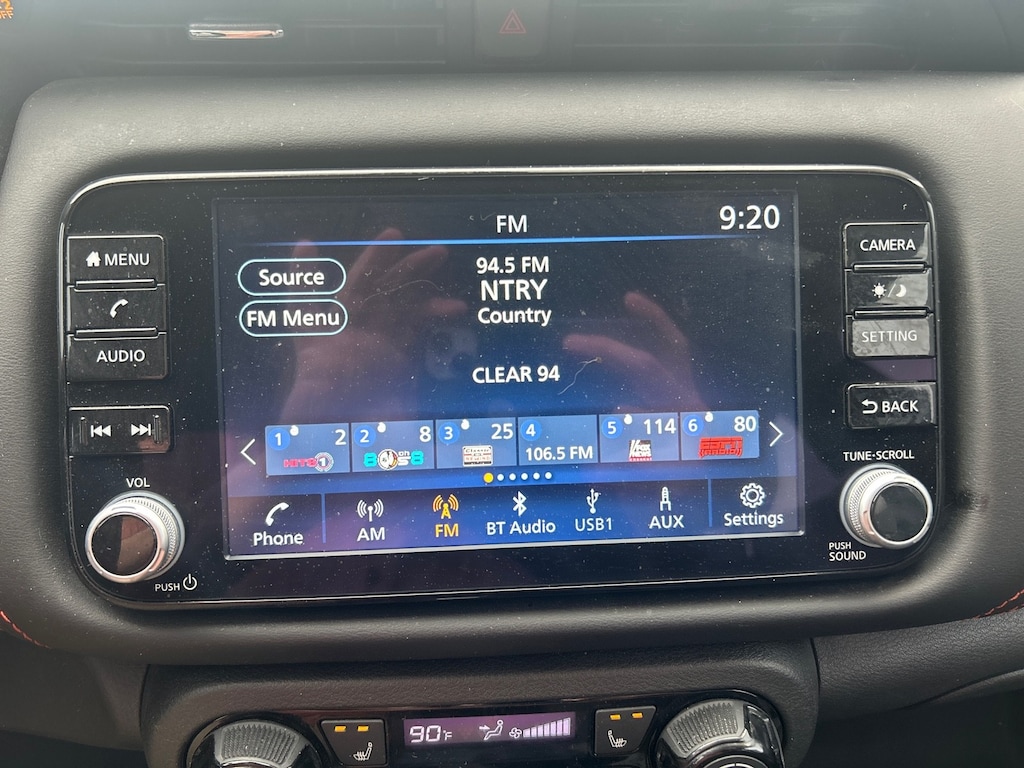 OFF
FM
9:20
MENU
AUDIO
VOL
PUSH
Source
FM Menu
94.5 FM
NTRY
Country
CLEAR 94
1 2
2 8
3 25
4
106.5 FM
5 114
6 80
Phone
AM
FM
BT Audio
USB1
AUX
Settings
CAMERA
SETTING
BACK
TUNE·SCROLL
PUSH
SOUND
90°F